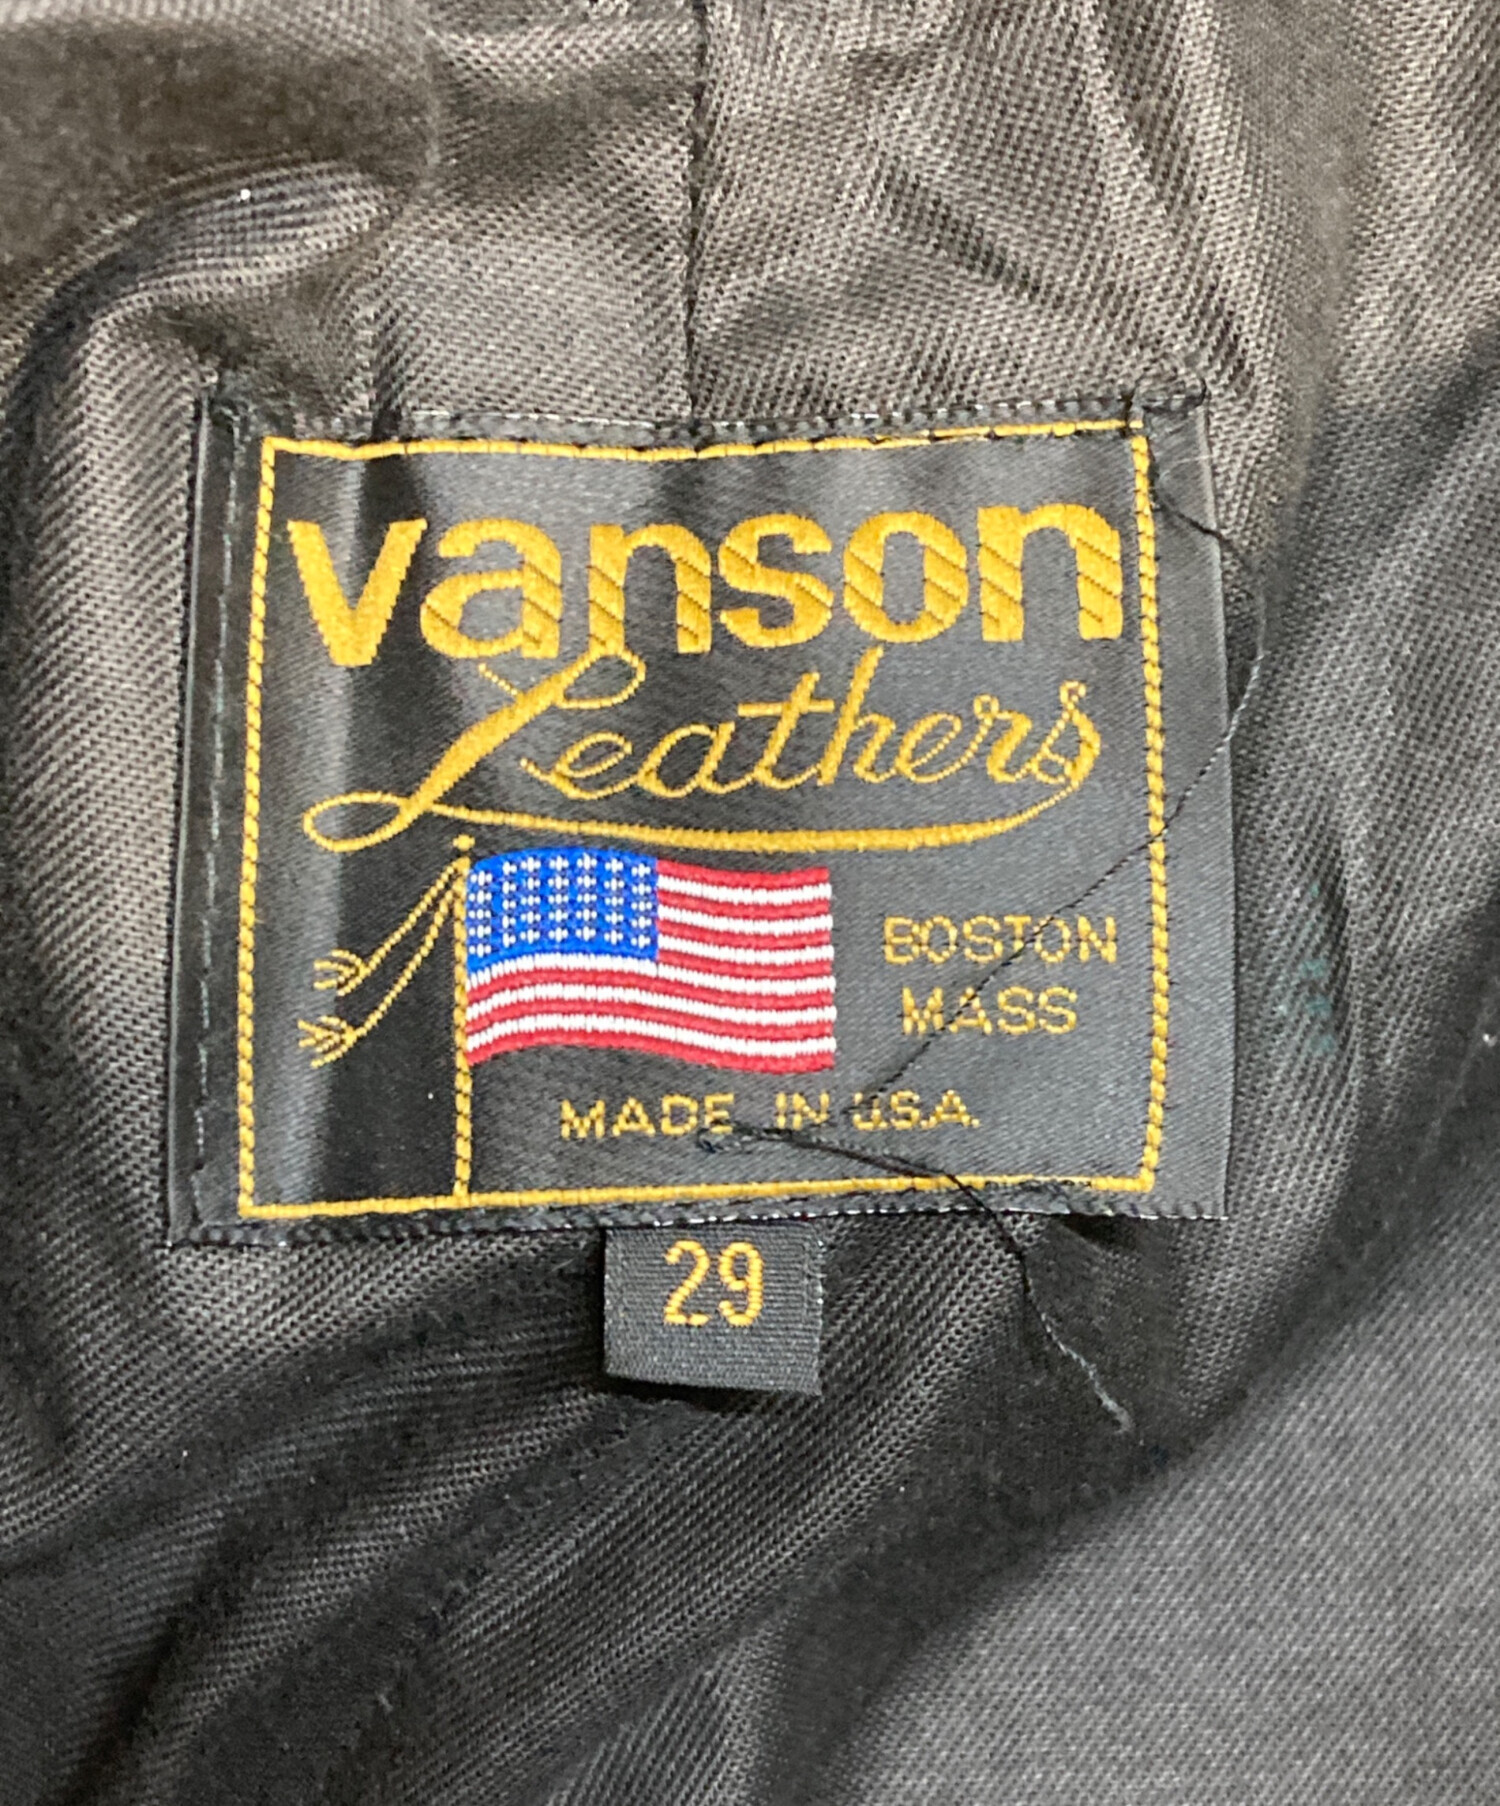 vanson
Leathers
BOSTON
MASS
MADE IN U.S.A.
29